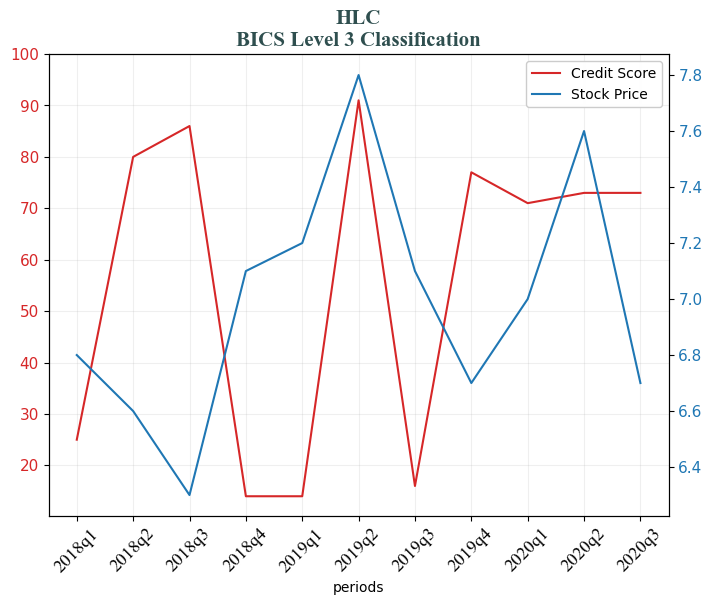 HLC
BICS Level 3 Classification
Credit Score
Stock Price
100
90
80
70
60
50
40
30
20
7.8
7.6
7.4
7.2
7.0
6.8
6.6
6.4
2018q1
2018q2
2018q3
2018q4
2019q1
2019q2
2019q3
2019q4
2020q1
2020q2
2020q3
periods